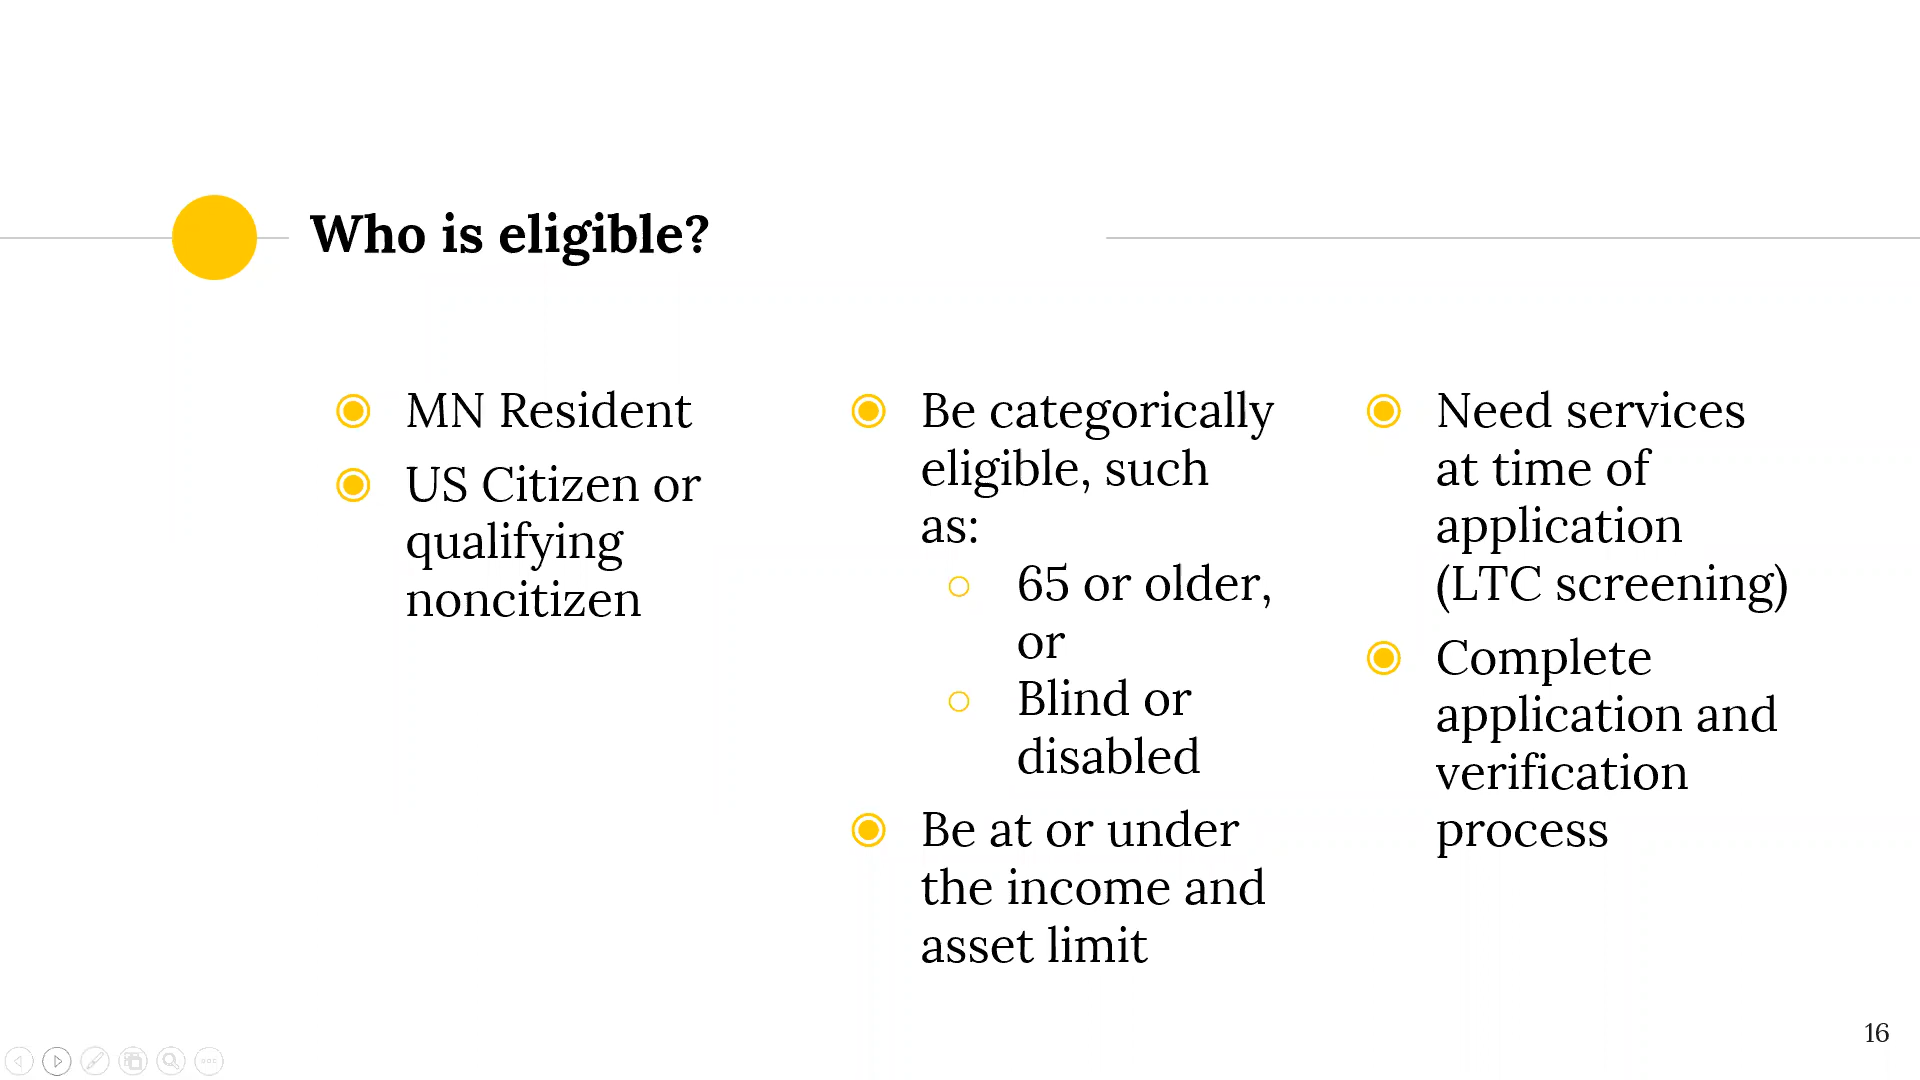 Who is eligible?
MN Resident
US Citizen or
qualifying
noncitizen
Be categorically
eligible, such
as:
65 or older,
or
Blind or
disabled
Be at or under
the income and
asset limit
Need services
at time of
application
(LTC screening)
Complete
application and
verification
process
16